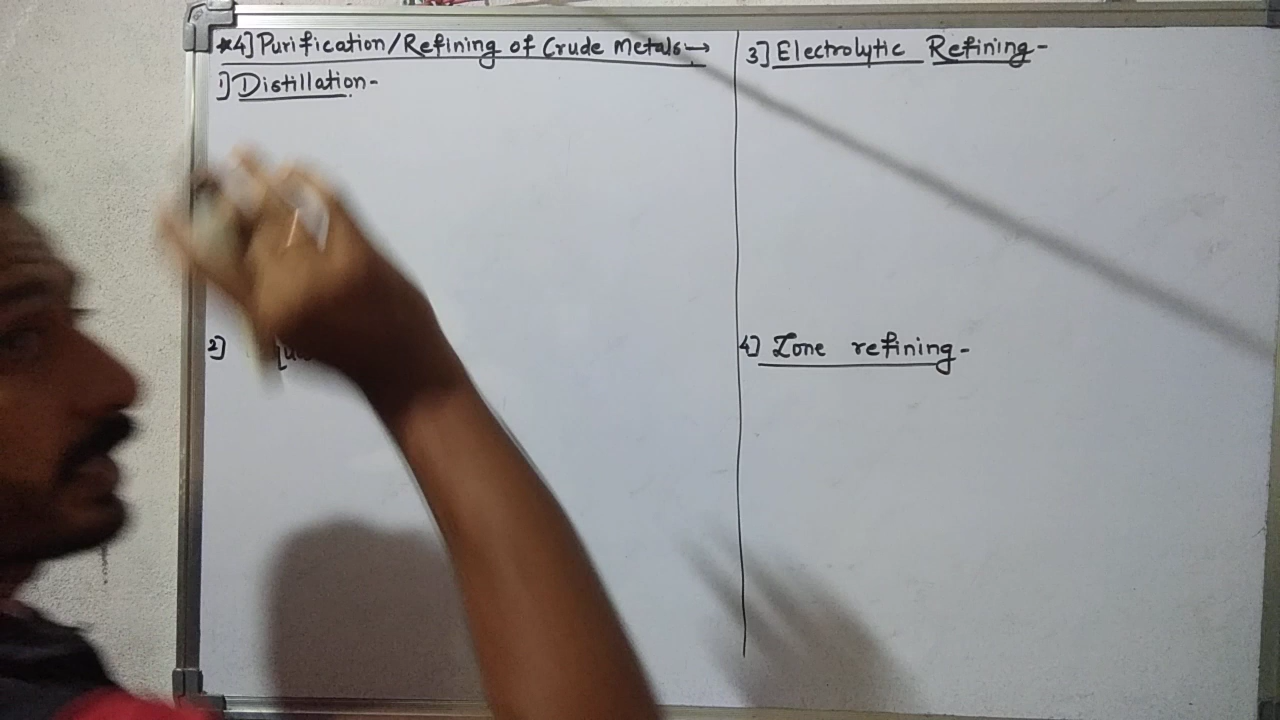 *4] Purification/Refining of Crude Metals→
1] Distillation-
2]
3] Electrolytic Refining-
4] Zone refining-